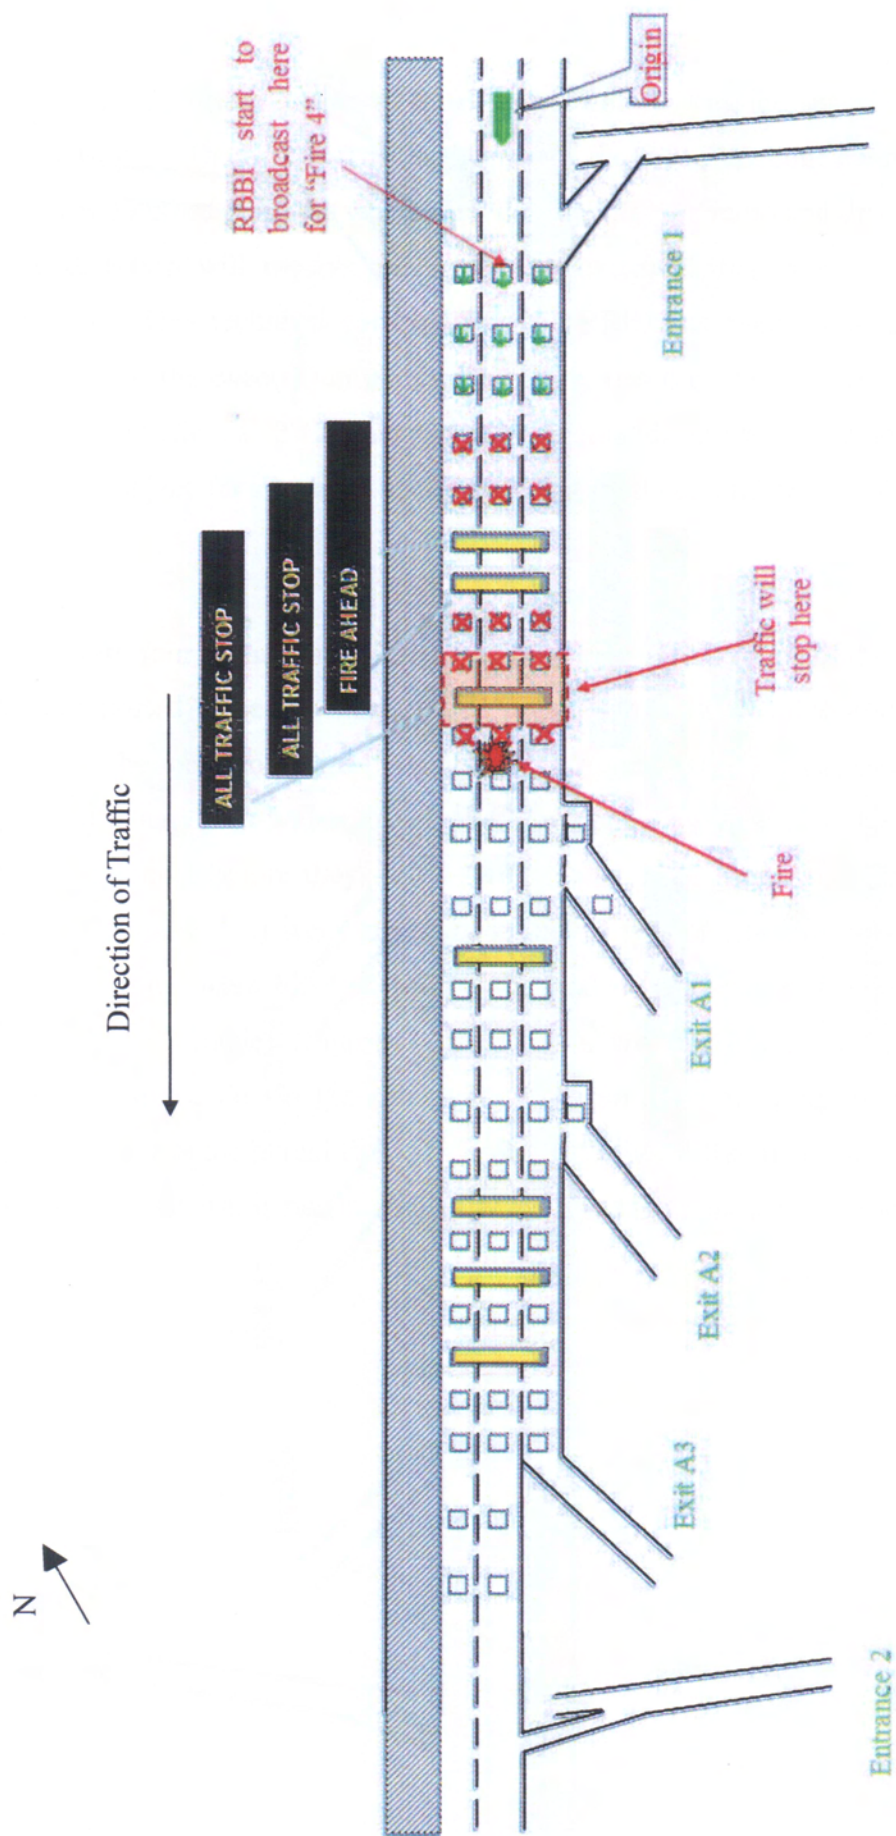 N
Direction of Traffic
ALL TRAFFIC STOP
ALL TRAFFIC STOP
FIRE AHEAD
RBBI start to
broadcast here
for “Fire 4”
Origin
Entrance 1
Traffic will
stop here
Fire
Exit A1
Exit A2
Exit A3
Entrance 2